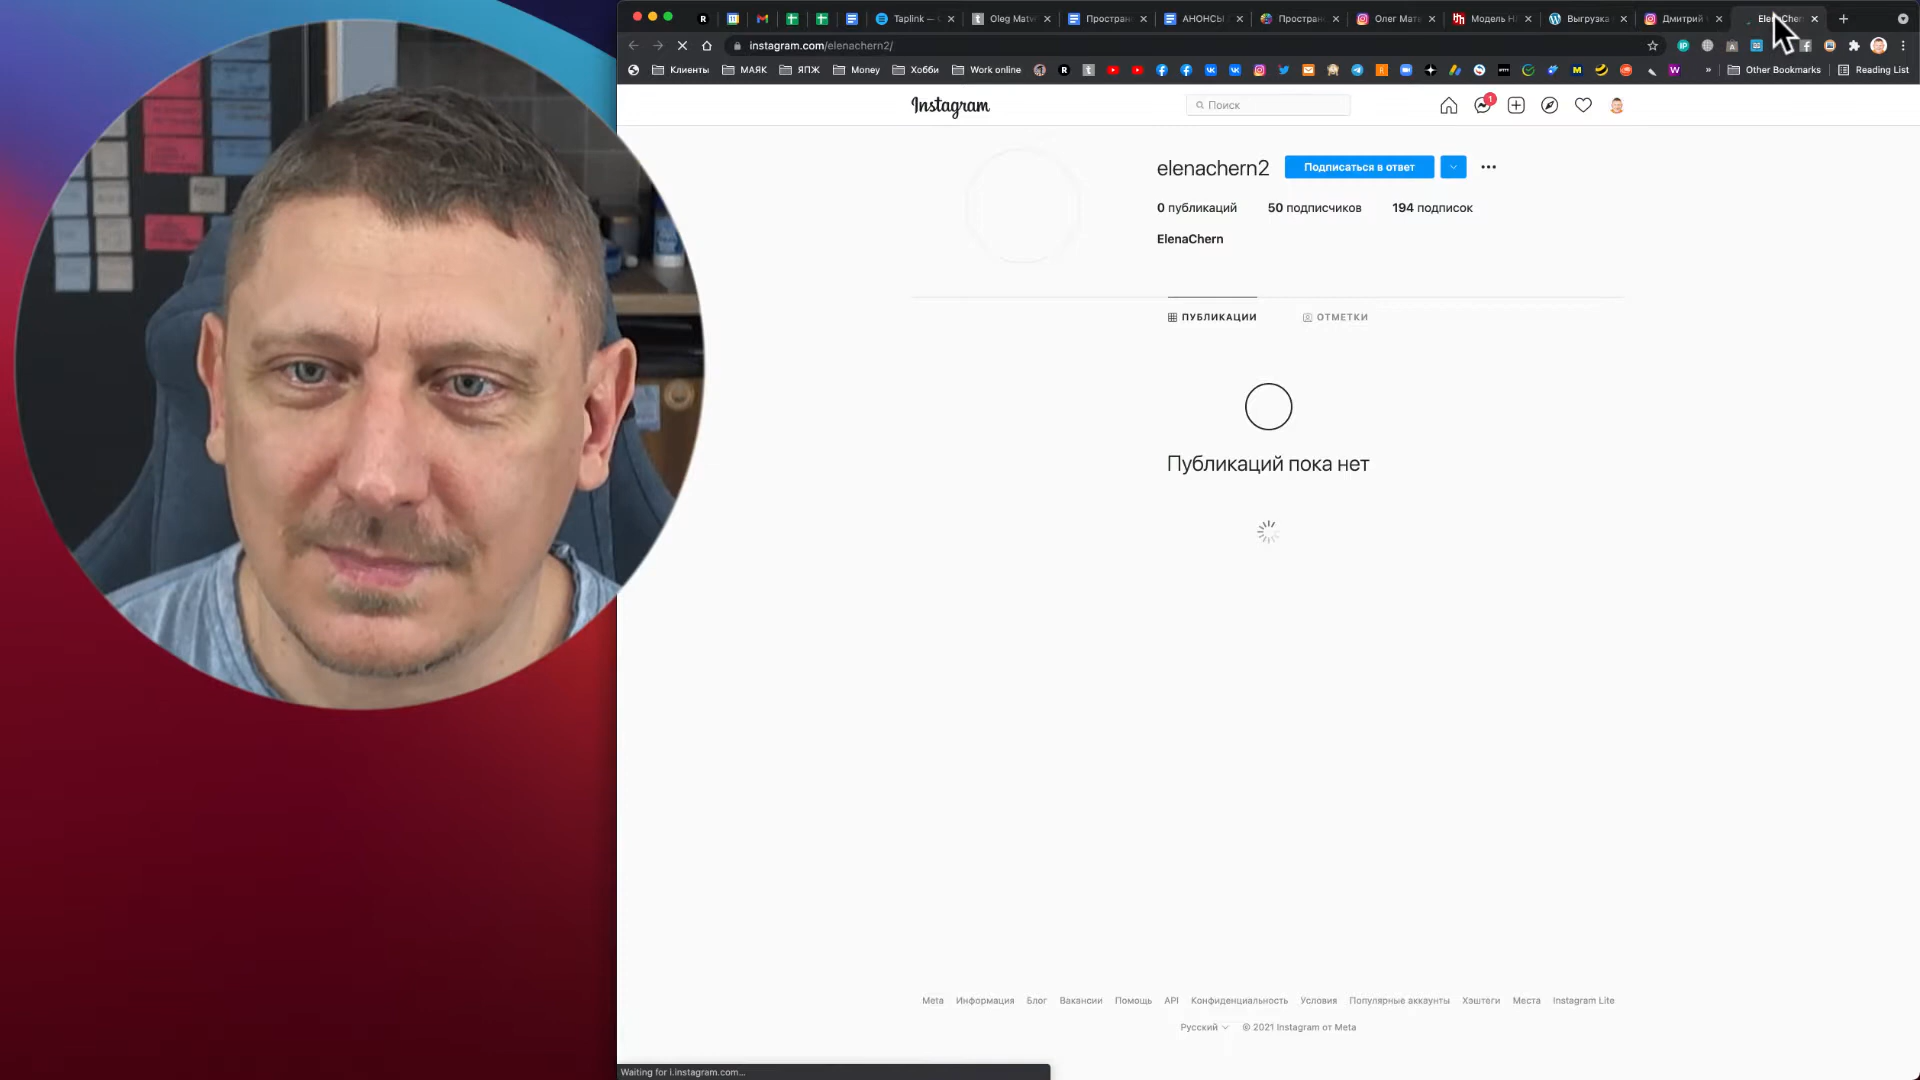 Taplink —
Oleg Matv
Простран
АНОНСЫ
Простран
Олег Мате
Модель Н
Выгрузка
Дмитрий
ElenaChern
instagram.com/elenachern2/
Клиенты
МАЯК
ЯПЖ
Money
Хобби
Work online
Other Bookmarks
Reading List
Instagram
Поиск
1
elenachern2
Подписаться в ответ
0 публикаций 50 подписчиков 194 подписок
ElenaChern
ПУБЛИКАЦИИ
ОТМЕТКИ
Публикаций пока нет
Meta Информация Блог Вакансии Помощь API Конфиденциальность Условия Популярные аккаунты Хэштеги Места Instagram Lite
Русский © 2021 Instagram от Meta
Waiting for i.instagram.com...